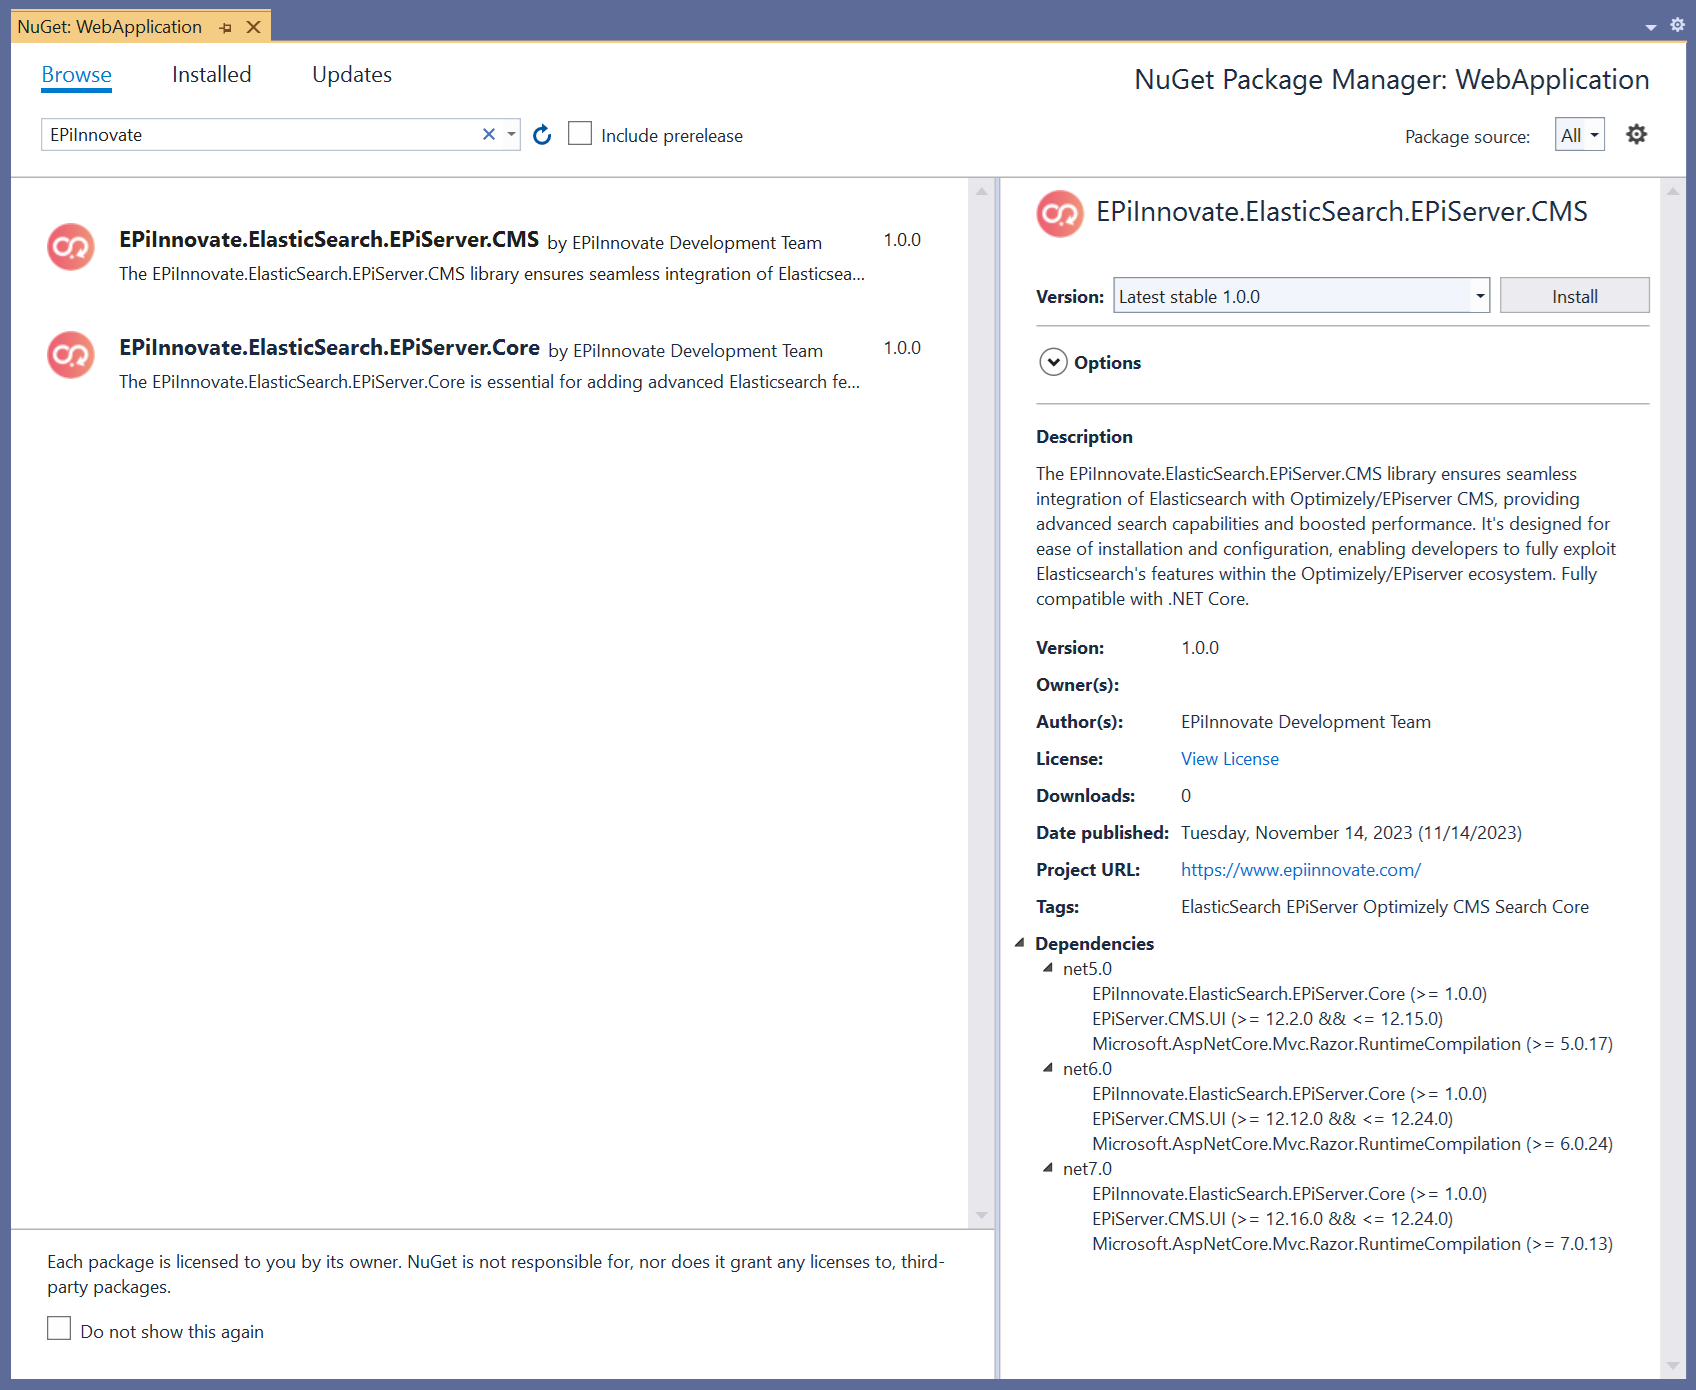 NuGet: WebApplication
Browse Installed Updates
NuGet Package Manager: WebApplication
EPiInnovate
Include prerelease
Package source: All
EPiInnovate.ElasticSearch.EPiServer.CMS by EPiInnovate Development Team 1.0.0
The EPiInnovate.ElasticSearch.EPiServer.CMS library ensures seamless integration of Elasticsea...
EPiInnovate.ElasticSearch.EPiServer.Core by EPiInnovate Development Team 1.0.0
The EPiInnovate.ElasticSearch.EPiServer.Core is essential for adding advanced Elasticsearch fe...
Each package is licensed to you by its owner. NuGet is not responsible for, nor does it grant any licenses to, third-
party packages.
Do not show this again
EPiInnovate.ElasticSearch.EPiServer.CMS
Version: Latest stable 1.0.0 Install
Options
Description
The EPiInnovate.ElasticSearch.EPiServer.CMS library ensures seamless
integration of Elasticsearch with Optimizely/EPiserver CMS, providing
advanced search capabilities and boosted performance. It's designed for
ease of installation and configuration, enabling developers to fully exploit
Elasticsearch's features within the Optimizely/EPiserver ecosystem. Fully
compatible with .NET Core.
Version: 1.0.0
Owner(s):
Author(s): EPiInnovate Development Team
License: View License
Downloads: 0
Date published: Tuesday, November 14, 2023 (11/14/2023)
Project URL: https://www.epiinnovate.com/
Tags: ElasticSearch EPiServer Optimizely CMS Search Core
Dependencies
net5.0
EPiInnovate.ElasticSearch.EPiServer.Core (>= 1.0.0)
EPiServer.CMS.UI (>= 12.2.0 && <= 12.15.0)
Microsoft.AspNetCore.Mvc.Razor.RuntimeCompilation (>= 5.0.17)
net6.0
EPiInnovate.ElasticSearch.EPiServer.Core (>= 1.0.0)
EPiServer.CMS.UI (>= 12.12.0 && <= 12.24.0)
Microsoft.AspNetCore.Mvc.Razor.RuntimeCompilation (>= 6.0.24)
net7.0
EPiInnovate.ElasticSearch.EPiServer.Core (>= 1.0.0)
EPiServer.CMS.UI (>= 12.16.0 && <= 12.24.0)
Microsoft.AspNetCore.Mvc.Razor.RuntimeCompilation (>= 7.0.13)